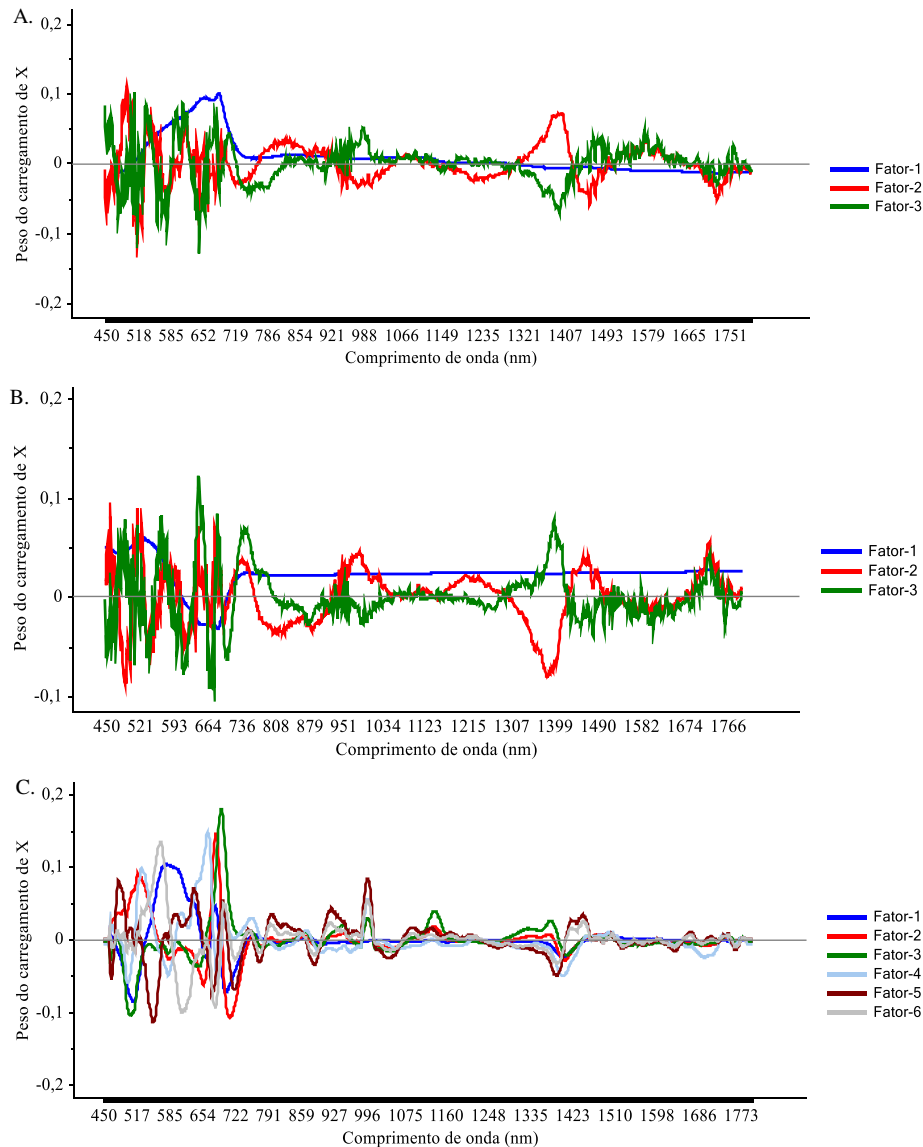 A.
Peso do carregamento de X
0,2
0,1
0
-0,1
-0,2
450 518 585 652 719 786 854 921 988 1066 1149 1235 1321 1407 1493 1579 1665 1751
Comprimento de onda (nm)
Fator-1
Fator-2
Fator-3
B.
Peso do carregamento de X
0,2
0,1
0
-0,1
450 521 593 664 736 808 879 951 1034 1123 1215 1307 1399 1490 1582 1674 1766
Comprimento de onda (nm)
Fator-1
Fator-2
Fator-3
C.
Peso do carregamento de X
0,2
0,1
0
-0,1
-0,2
450 517 585 654 722 791 859 927 996 1075 1160 1248 1335 1423 1510 1598 1686 1773
Comprimento de onda (nm)
Fator-1
Fator-2
Fator-3
Fator-4
Fator-5
Fator-6